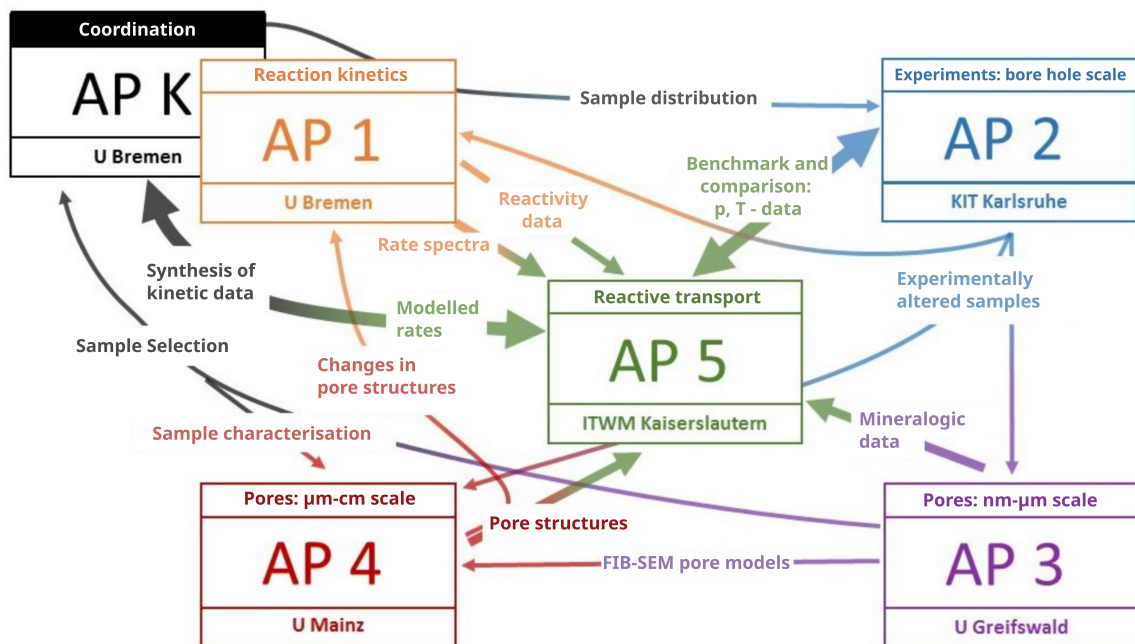 Coordination
AP K
U Bremen
Reaction kinetics
AP 1
U Bremen
Sample distribution
Experiments: bore hole scale
AP 2
KIT Karlsruhe
Benchmark and
comparison:
p, T - data
Reactivity
data
Rate spectra
Synthesis of
kinetic data
Modelled
rates
Experimentally
altered samples
Reactive transport
AP 5
ITWM Kaiserslautern
Sample Selection
Changes in
pore structures
Sample characterisation
Mineralogic
data
Pores: µm-cm scale
AP 4
U Mainz
Pore structures
FIB-SEM pore models
Pores: nm-µm scale
AP 3
U Greifswald